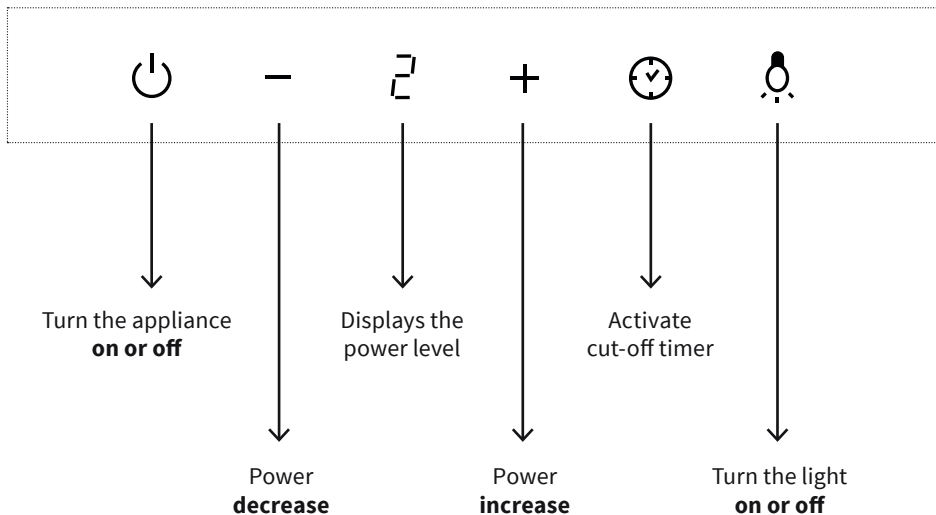 2
Turn the appliance
on or off
Displays the
power level
Activate
cut-off timer
Power
decrease
Power
increase
Turn the light
on or off